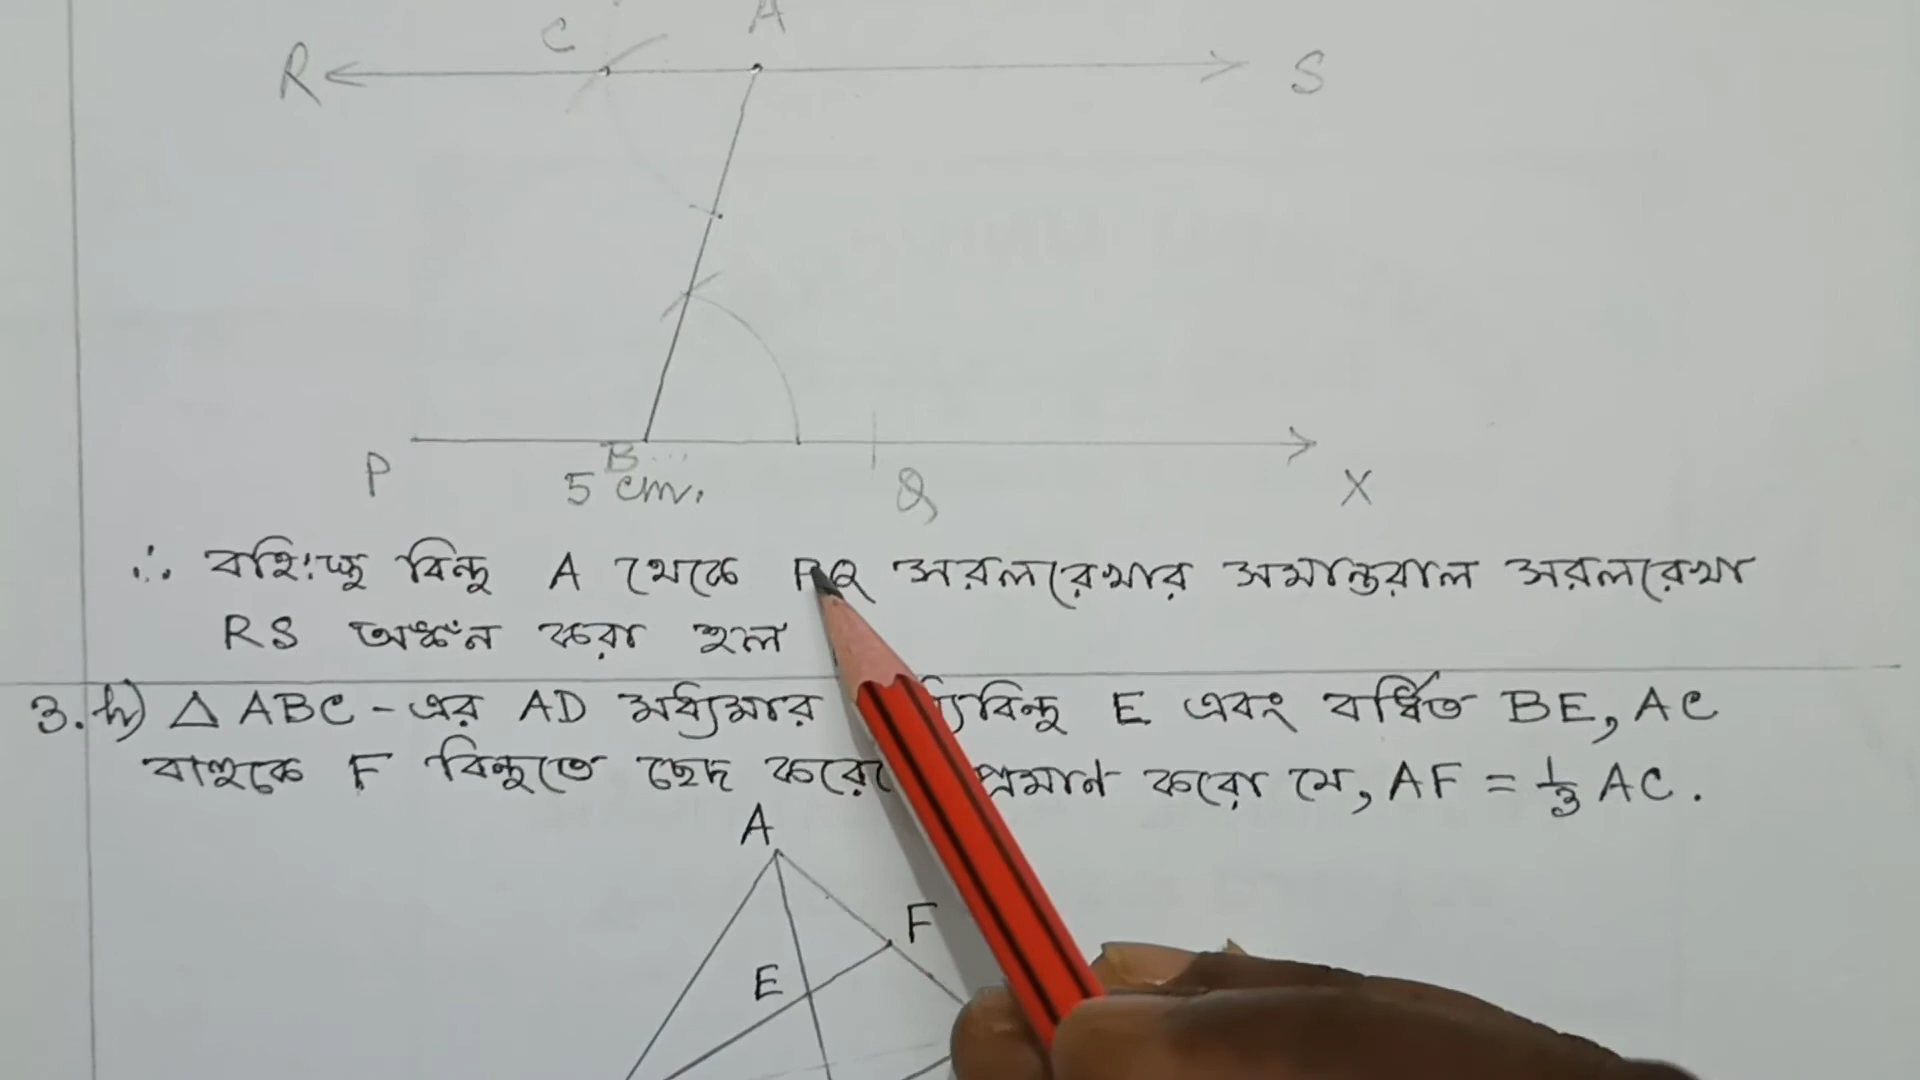 C A
R S
P B 5 cm. Q X
∴ বহিঃস্থ বিন্দু A থেকে PQ সরলরেখার সমান্তরাল সরলরেখা
RS অঙ্কন করা হল
3. h) △ ABC - এর AD মধ্যমার E এবং বর্ধিত BE, AC
বাহুকে F বিন্দুতে ছেদ করে প্রমাণ করো যে, AF = 1/3 AC.
A
F
E